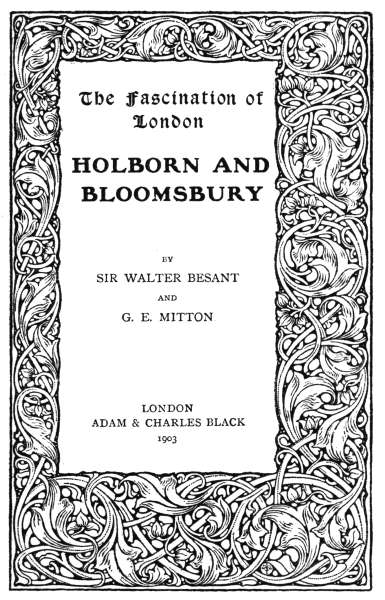 The Fascination of
London
HOLBORN AND
BLOOMSBURY
BY
SIR WALTER BESANT
AND
G. E. MITTON
LONDON
ADAM & CHARLES BLACK
1903